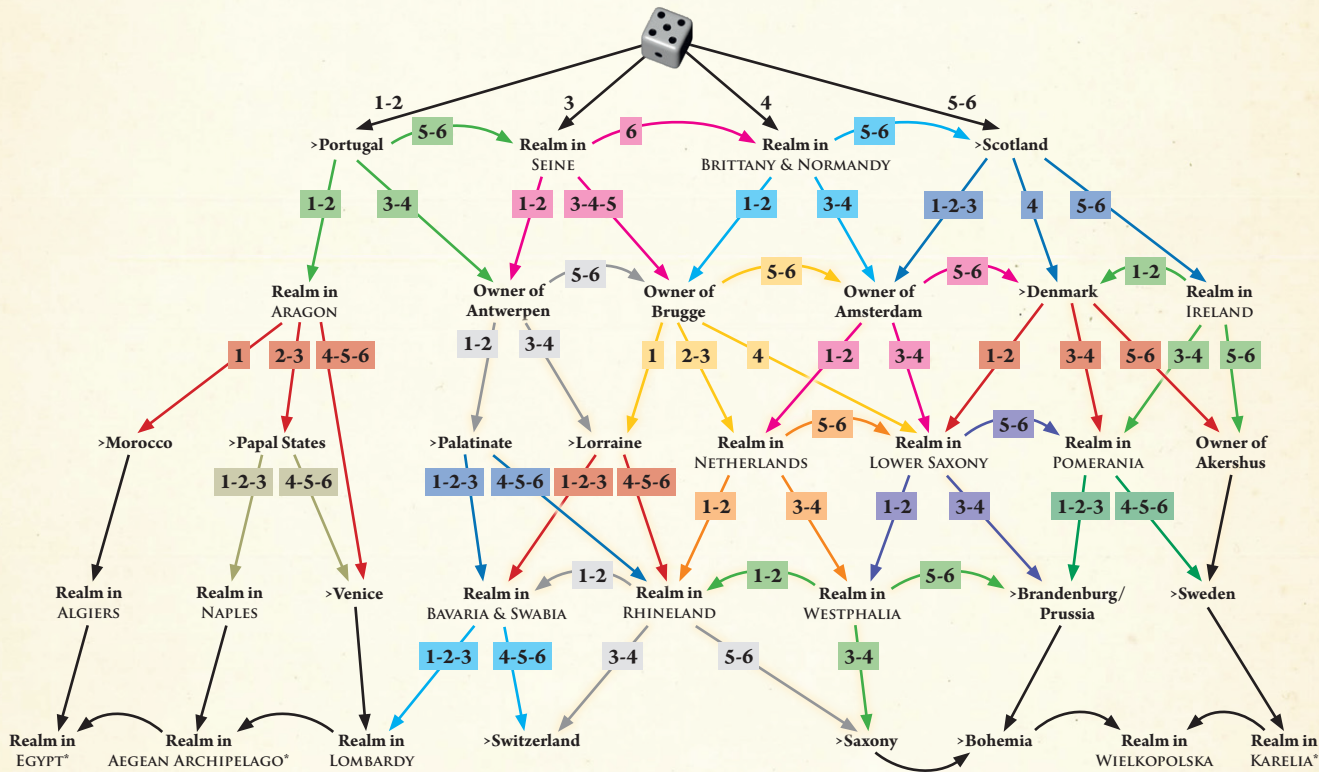 1-2
3
4
5-6
>Portugal
5-6
Realm in
SEINE
6
Realm in
BRITTANY & NORMANDY
5-6
>Scotland
1-2
3-4
1-2
3-4-5
1-2
3-4
1-2-3
4
5-6
Realm in
ARAGON
Owner of
Antwerpen
5-6
Owner of
Brugge
5-6
Owner of
Amsterdam
5-6
>Denmark
1-2
Realm in
IRELAND
1
2-3
4-5-6
1-2
3-4
1
2-3
4
1-2
3-4
1-2
3-4
5-6
3-4
5-6
>Morocco
>Papal States
>Palatinate
>Lorraine
Realm in
NETHERLANDS
5-6
Realm in
LOWER SAXONY
5-6
Realm in
POMERANIA
Owner of
Akershus
1-2-3
4-5-6
1-2-3
4-5-6
1-2-3
4-5-6
1-2
3-4
1-2
3-4
1-2-3
4-5-6
Realm in
ALGIERS
Realm in
NAPLES
>Venice
Realm in
BAVARIA & SWABIA
1-2
Realm in
RHINELAND
1-2
Realm in
WESTPHALIA
5-6
>Brandenburg/
Prussia
>Sweden
1-2-3
4-5-6
3-4
5-6
3-4
Realm in
EGYPT*
Realm in
AEGEAN ARCHIPELAGO*
Realm in
LOMBARDY
>Switzerland
>Saxony
>Bohemia
Realm in
WIELKOPOLSKA
Realm in
KARELIA*